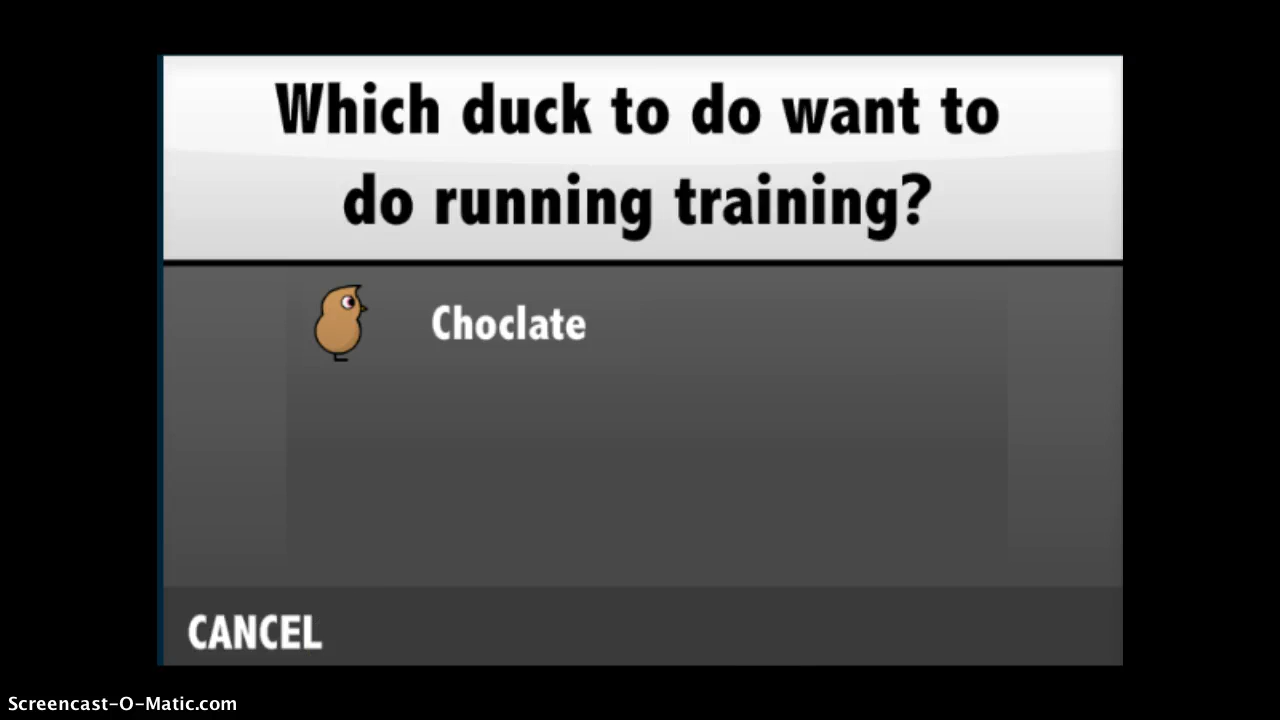 Which duck to do want to
do running training?
Choclate
CANCEL
Screencast-O-Matic.com